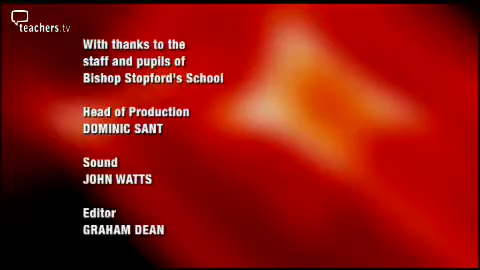 teachers.tv
With thanks to the
staff and pupils of
Bishop Stopford's School
Head of Production
DOMINIC SANT
Sound
JOHN WATTS
Editor
GRAHAM DEAN